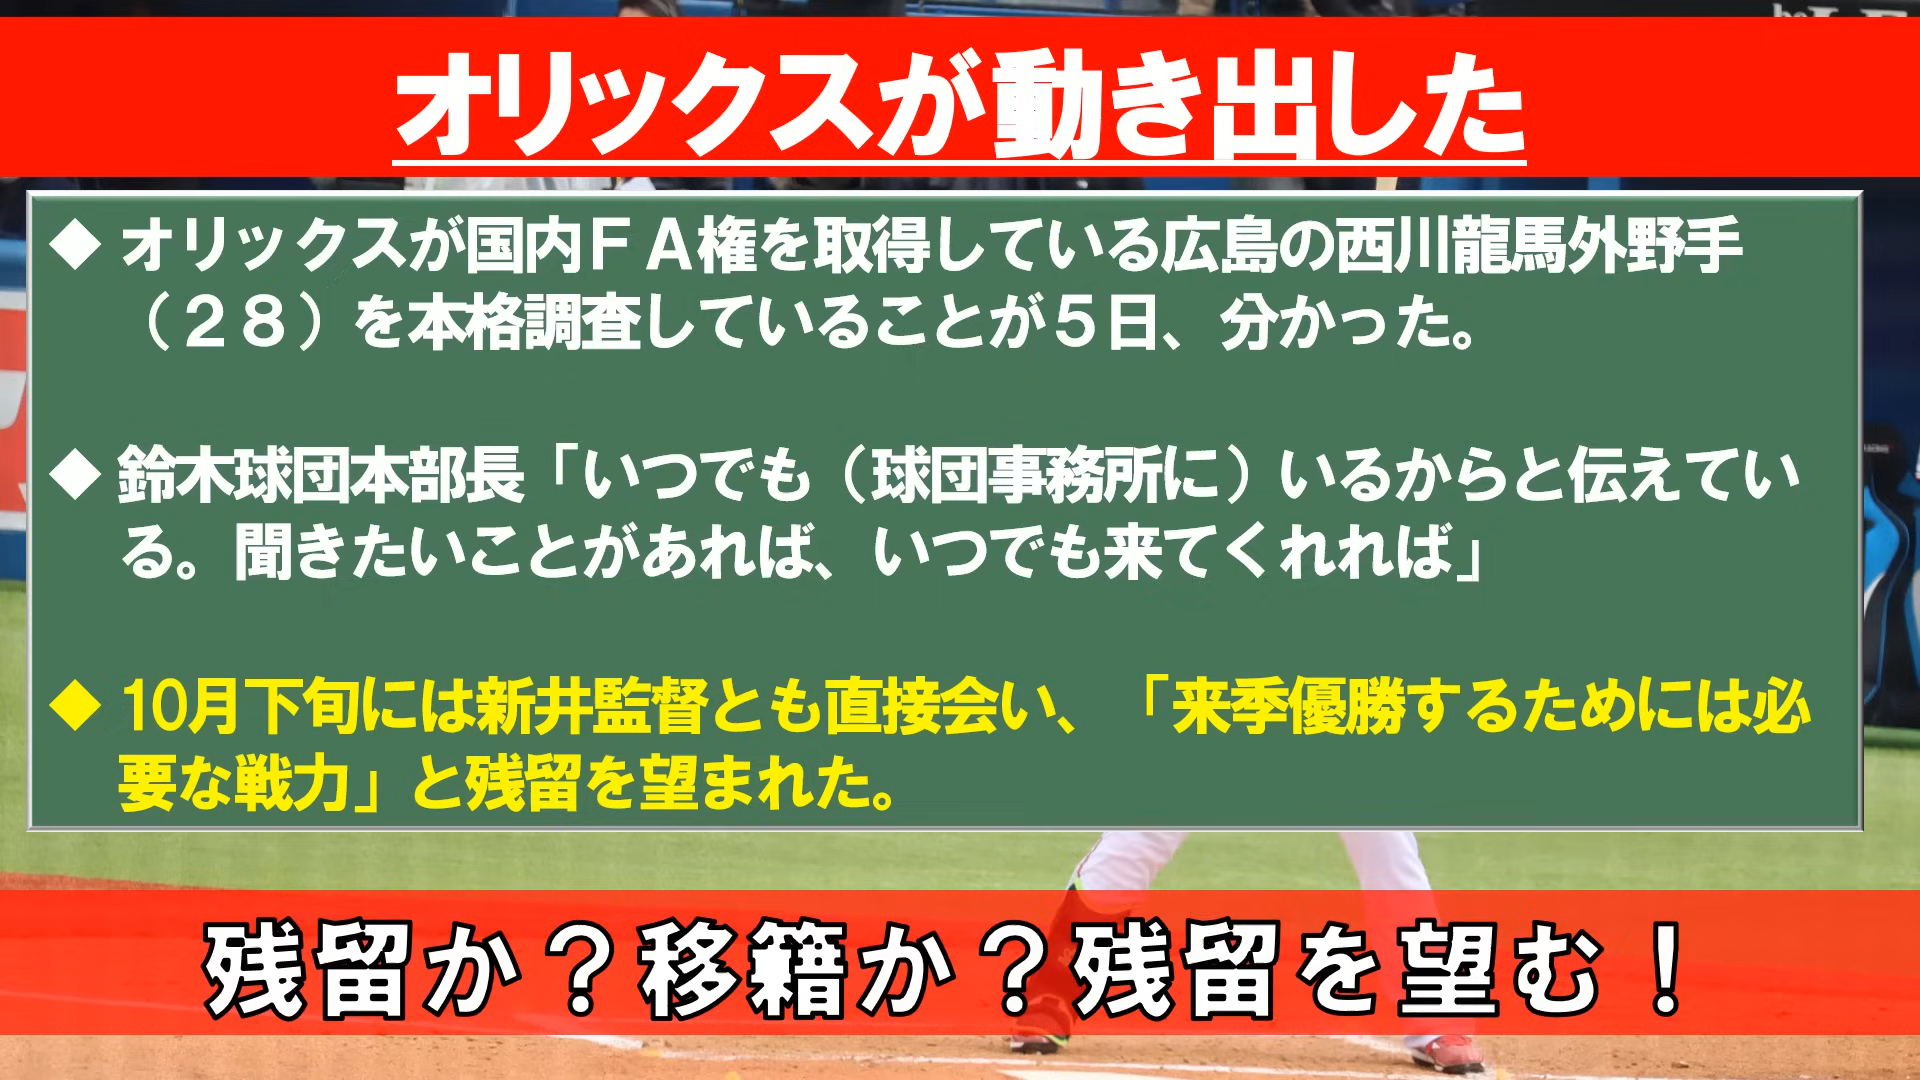 オリックスが動き出した
◆ オリックスが国内ＦＡ権を取得している広島の西川龍馬外野手
（２８）を本格調査していることが５日、分かった。
◆ 鈴木球団本部長「いつでも（球団事務所に）いるからと伝えてい
る。聞きたいことがあれば、いつでも来てくれれば」
◆ 10月下旬には新井監督とも直接会い、「来季優勝するためには必
要な戦力」と残留を望まれた。
残留か？移籍か？残留を望む！